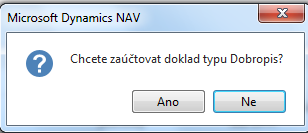 Microsoft Dynamics NAV
Chcete zaúčtovat doklad typu Dobropis?
Ano
Ne